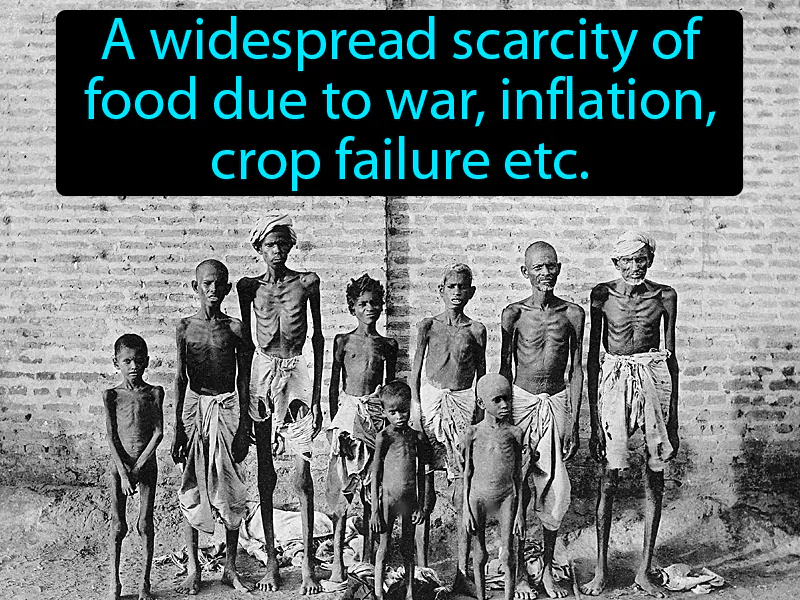 A widespread scarcity of
food due to war, inflation,
crop failure etc.